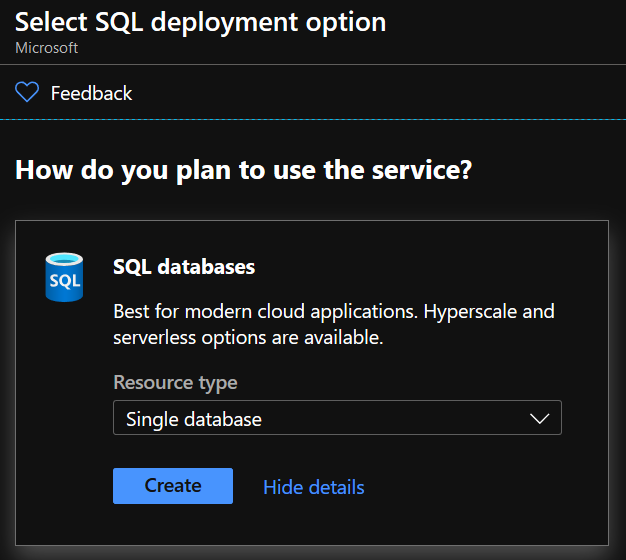 Select SQL deployment option
Microsoft
Feedback
How do you plan to use the service?
SQL
SQL databases
Best for modern cloud applications. Hyperscale and
serverless options are available.
Resource type
Single database
Create
Hide details